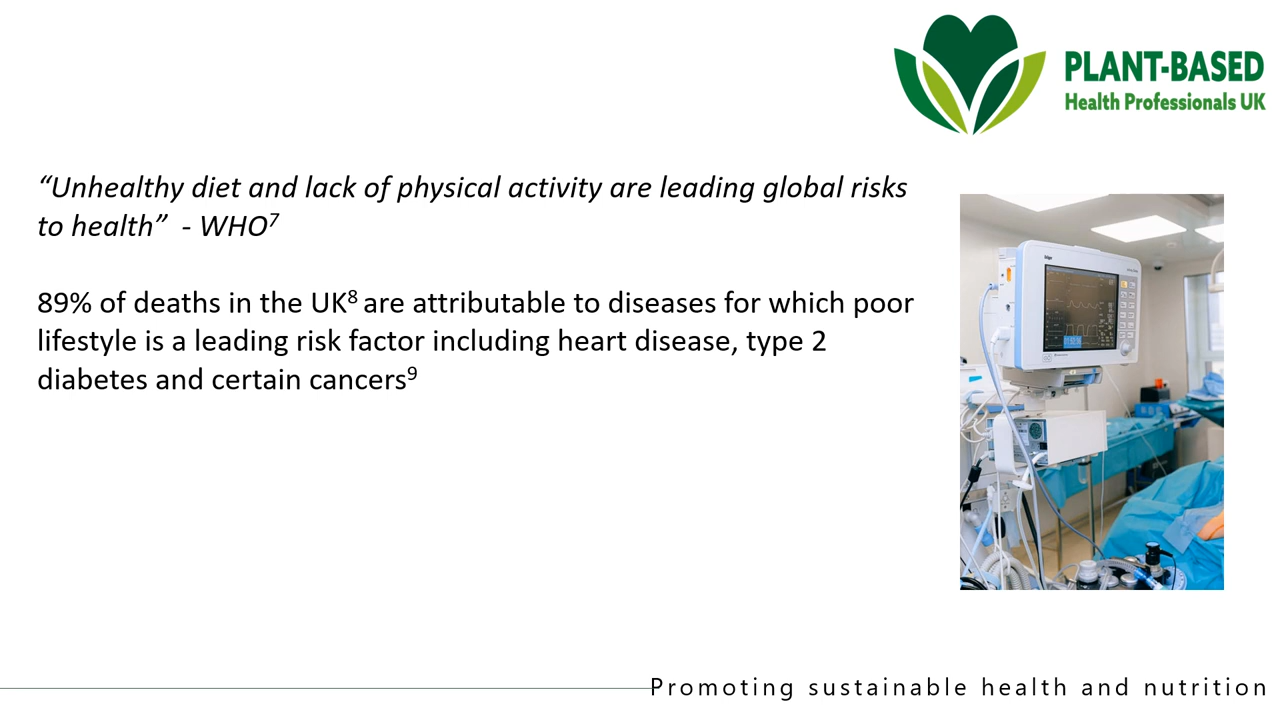 PLANT-BASED
Health Professionals UK
“Unhealthy diet and lack of physical activity are leading global risks
to health” - WHO⁷
89% of deaths in the UK⁸ are attributable to diseases for which poor
lifestyle is a leading risk factor including heart disease, type 2
diabetes and certain cancers⁹
Promoting sustainable health and nutrition